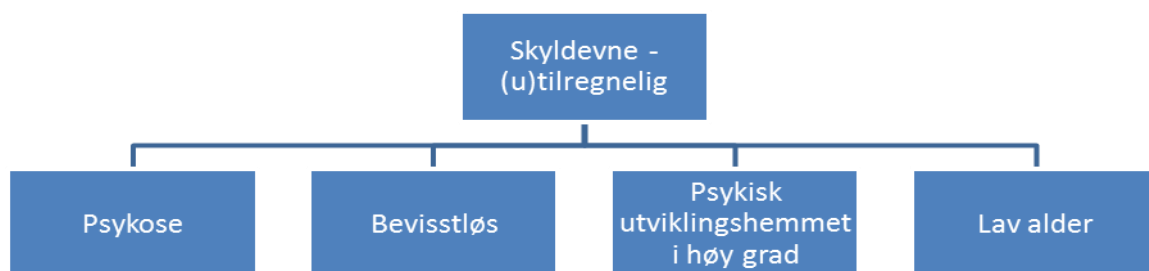 Skyldevne -
(u)tilregnelig
Psykose
Bevisstløs
Psykisk
utviklingshemmet
i høy grad
Lav alder